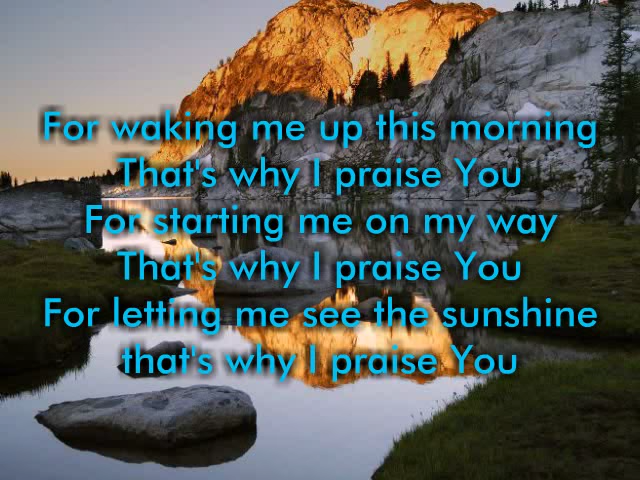 For waking me up this morning
That's why I praise You
For starting me on my way
That's why I praise You
For letting me see the sunshine
that's why I praise You